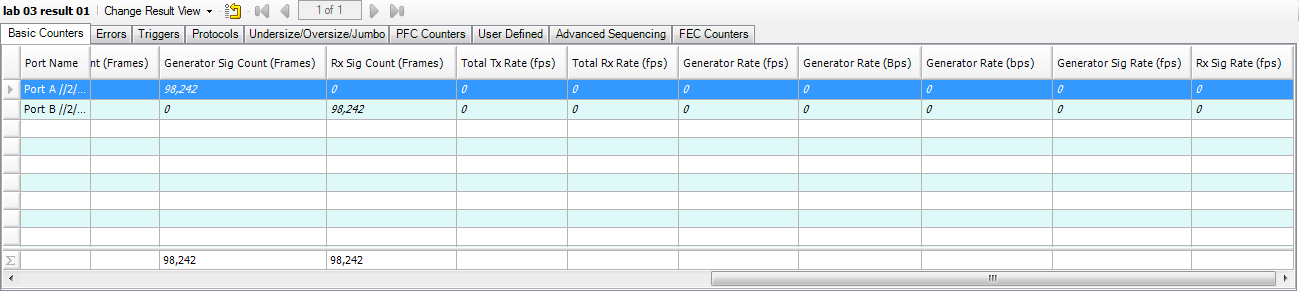 lab 03 result 01 Change Result View 1 of 1
Basic Counters Errors Triggers Protocols Undersize/Oversize/Jumbo PFC Counters User Defined Advanced Sequencing FEC Counters
Port Name nt (Frames) Generator Sig Count (Frames) Rx Sig Count (Frames) Total Tx Rate (fps) Total Rx Rate (fps) Generator Rate (fps) Generator Rate (Bps) Generator Rate (bps) Generator Sig Rate (fps) Rx Sig Rate (fps)
Port A //2/... 98,242 0 0 0 0 0 0 0 0
Port B //2/... 0 98,242 0 0 0 0 0 0 0
Σ 98,242 98,242